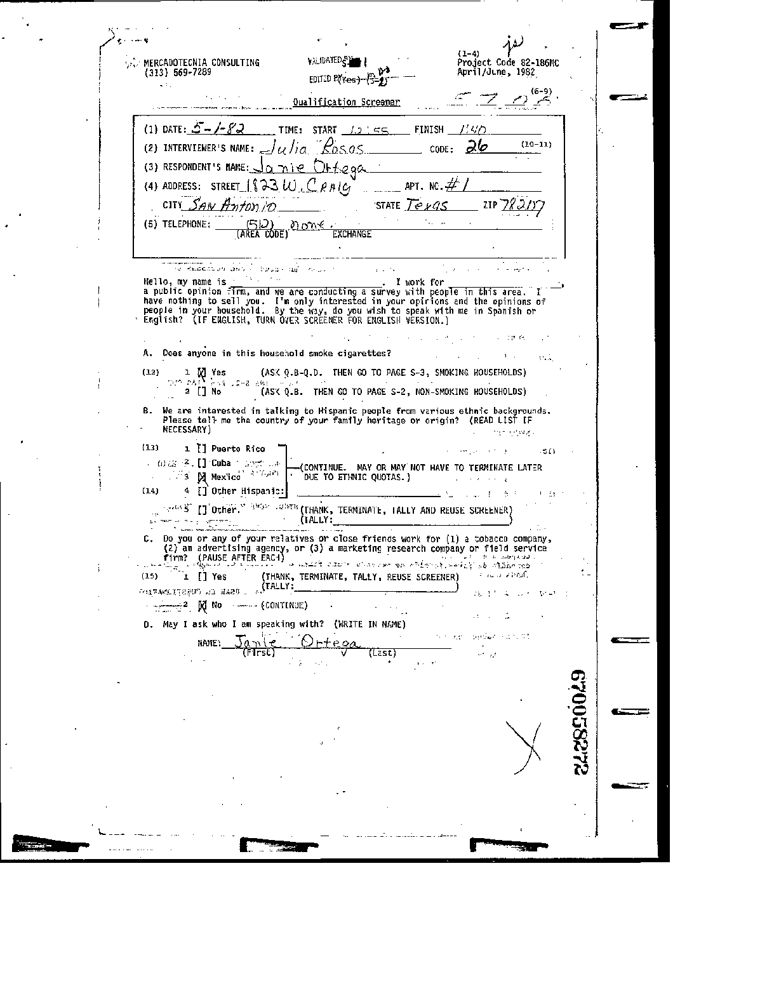 js
MERCADOTECNIA CONSULTING
(313) 569-7289
VALIDATED
EDITED BY
(1-4)
Project Code 82-186MC
April/June, 1982
Qualification Screener
(6-9)
(1) DATE: 5-1-82 TIME: START 12:55 FINISH 1:40
(2) INTERVIEWER'S NAME: Julia Rosas CODE: 26 (10-11)
(3) RESPONDENT'S NAME: Janie Ortega
(4) ADDRESS: STREET 1823 W. CRAIG APT. NO. #1
CITY SAN Antonio STATE Texas ZIP
(5) TELEPHONE: (512) none.
(AREA CODE) EXCHANGE
Hello, my name is . I work for
a public opinion firm, and we are conducting a survey with people in this area. I
have nothing to sell you. I'm only interested in your opinions and the opinions of
people in your household. By the way, do you wish to speak with me in Spanish or
English? (IF ENGLISH, TURN OVER SCREENER FOR ENGLISH VERSION.)
A. Does anyone in this household smoke cigarettes?
(12) 1 [X] Yes (ASK Q.B-Q.D. THEN GO TO PAGE S-3, SMOKING HOUSEHOLDS)
2 [] No (ASK Q.B. THEN GO TO PAGE S-2, NON-SMOKING HOUSEHOLDS)
B. We are interested in talking to Hispanic people from various ethnic backgrounds.
Please tell me the country of your family heritage or origin? (READ LIST IF
NECESSARY)
(13) 1 [] Puerto Rico
2. [] Cuba
3 [X] Mexico
(CONTINUE. MAY OR MAY NOT HAVE TO TERMINATE LATER
DUE TO ETHNIC QUOTAS.)
(14) 4 [] Other Hispanic:
5 [] Other. (THANK, TERMINATE, TALLY AND REUSE SCREENER)
(TALLY: )
C. Do you or any of your relatives or close friends work for (1) a tobacco company,
(2) an advertising agency, or (3) a marketing research company or field service
firm? (PAUSE AFTER EACH)
(15) 1 [] Yes (THANK, TERMINATE, TALLY, REUSE SCREENER)
(TALLY: )
2 [X] No (CONTINUE)
D. May I ask who I am speaking with? (WRITE IN NAME)
NAME: Janie Ortega
(First) (Last)
670058272